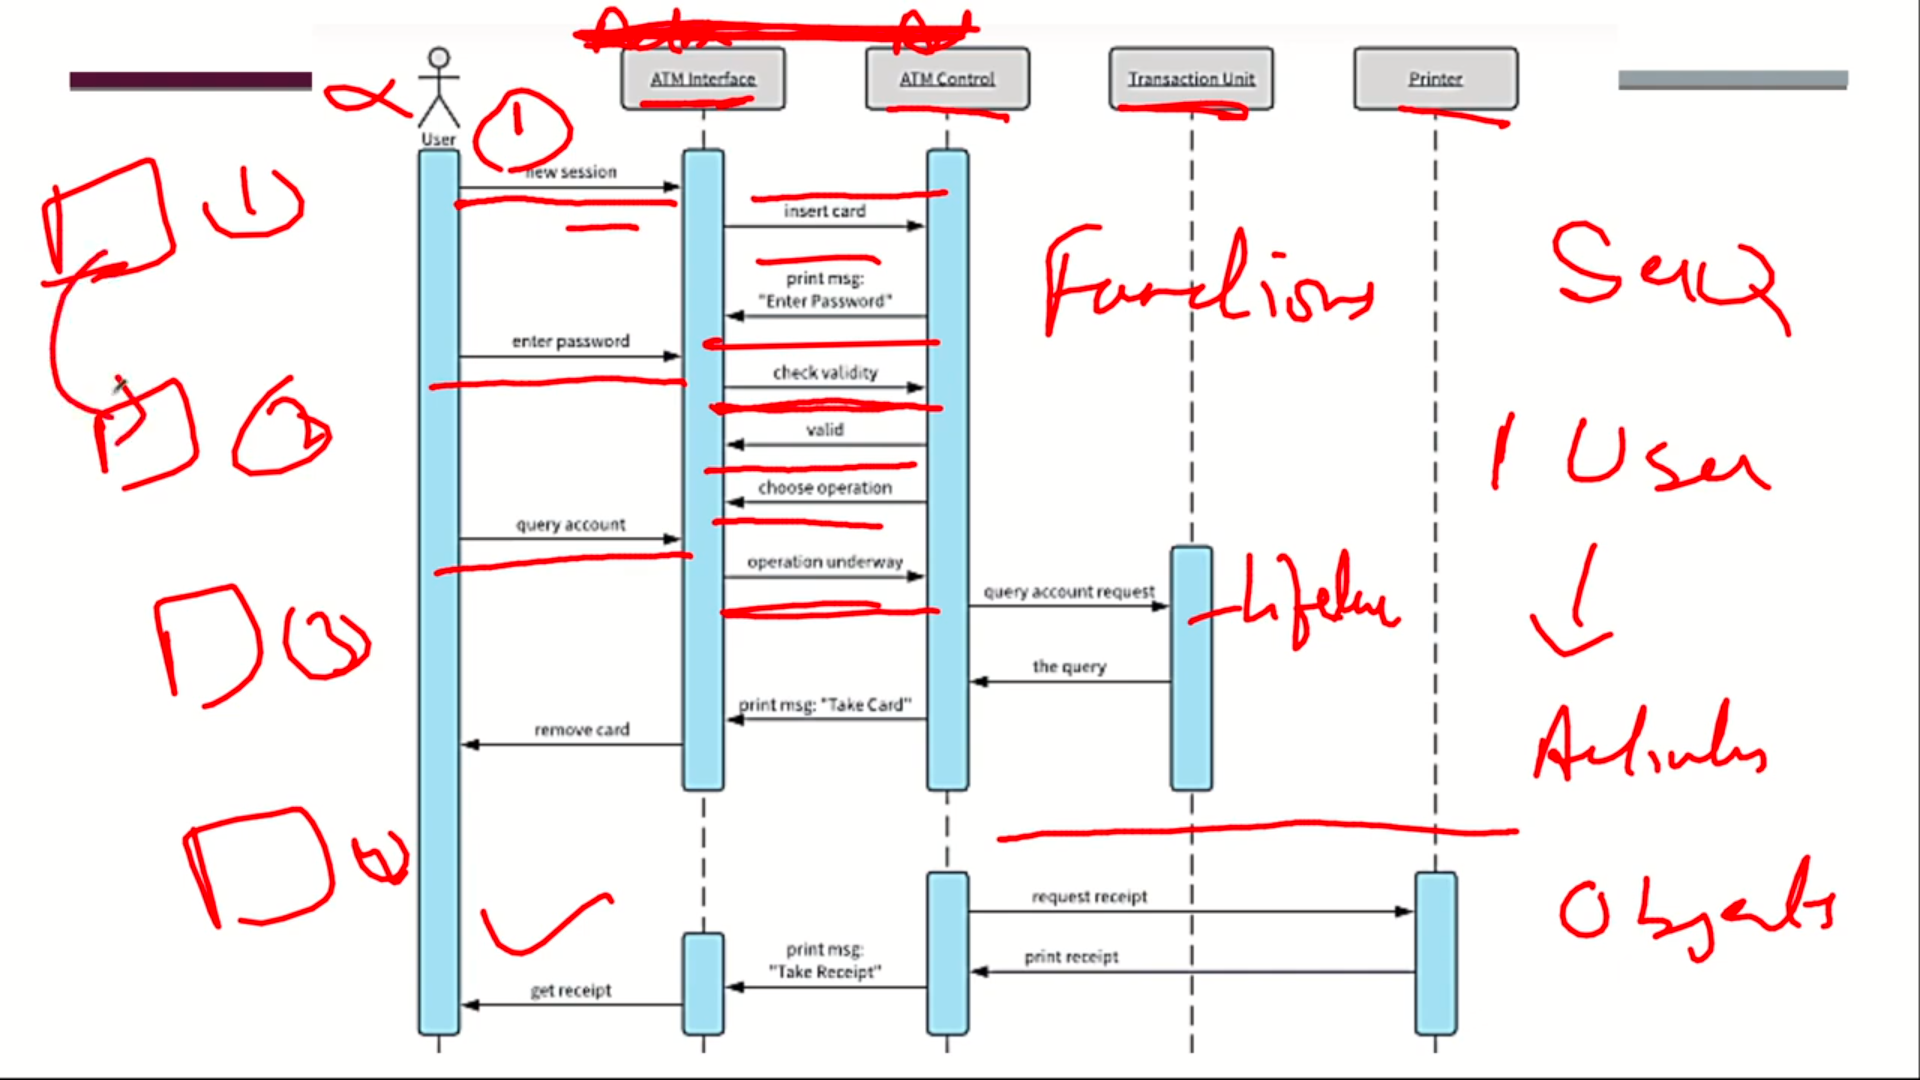 ATM Interface
ATM Control
Transaction Unit
Printer
User
1
new session
1
insert card
Functions
print msg:
"Enter Password"
enter password
check validity
2
valid
1 User
choose operation
query account
operation underway
query account request
3
the query
print msg: "Take Card"
remove card
4
request receipt
Objects
print msg:
"Take Receipt"
print receipt
get receipt